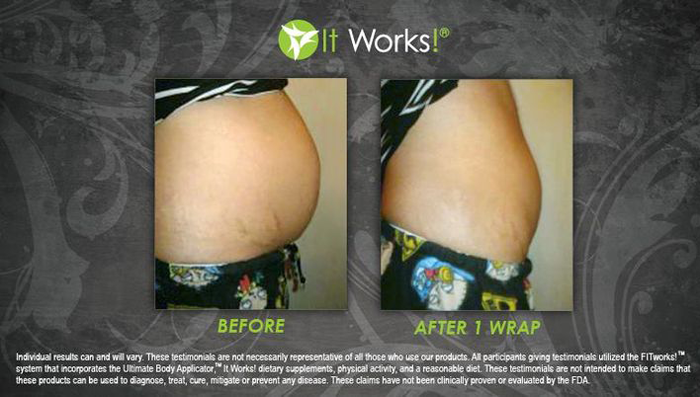 It Works!®
BEFORE
AFTER 1 WRAP
Individual results can and will vary. These testimonials are not necessarily representative of all those who use our products. All participants giving testimonials utilized the FITworks!™
system that incorporates the Ultimate Body Applicator,™ It Works! dietary supplements, physical activity, and a reasonable diet. These testimonials are not intended to make claims that
these products can be used to diagnose, treat, cure, mitigate or prevent any disease. These claims have not been clinically proven or evaluated by the FDA.